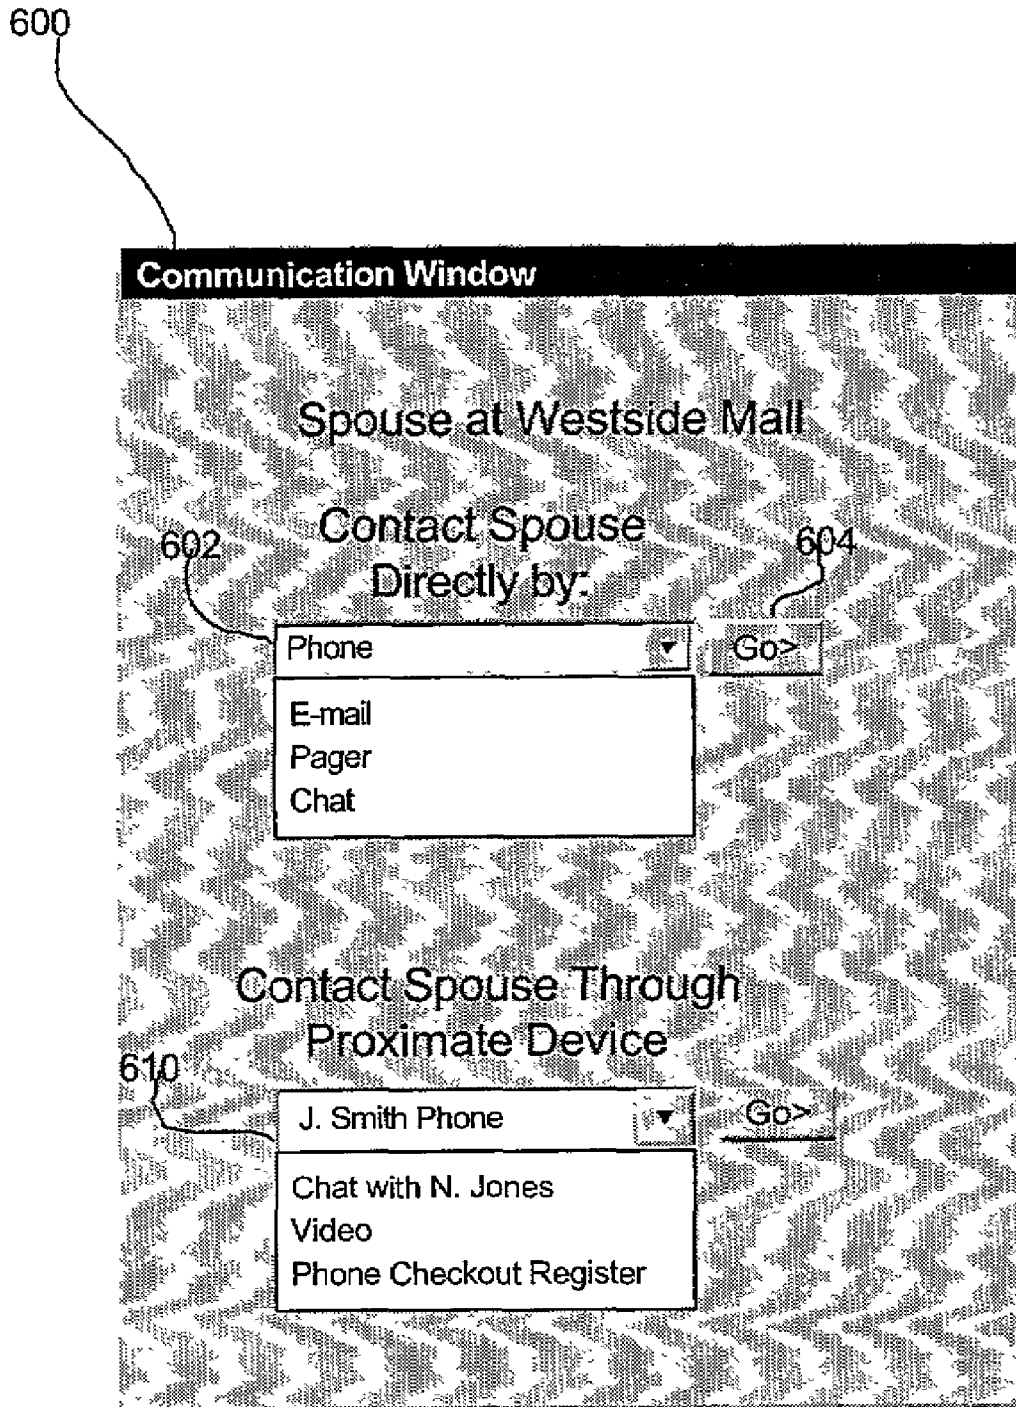 600
Communication Window
Spouse at Westside Mall
Contact Spouse
Directly by:
602
604
Phone
Go>
E-mail
Pager
Chat
Contact Spouse Through
Proximate Device
610
J. Smith Phone
Go>
Chat with N. Jones
Video
Phone Checkout Register